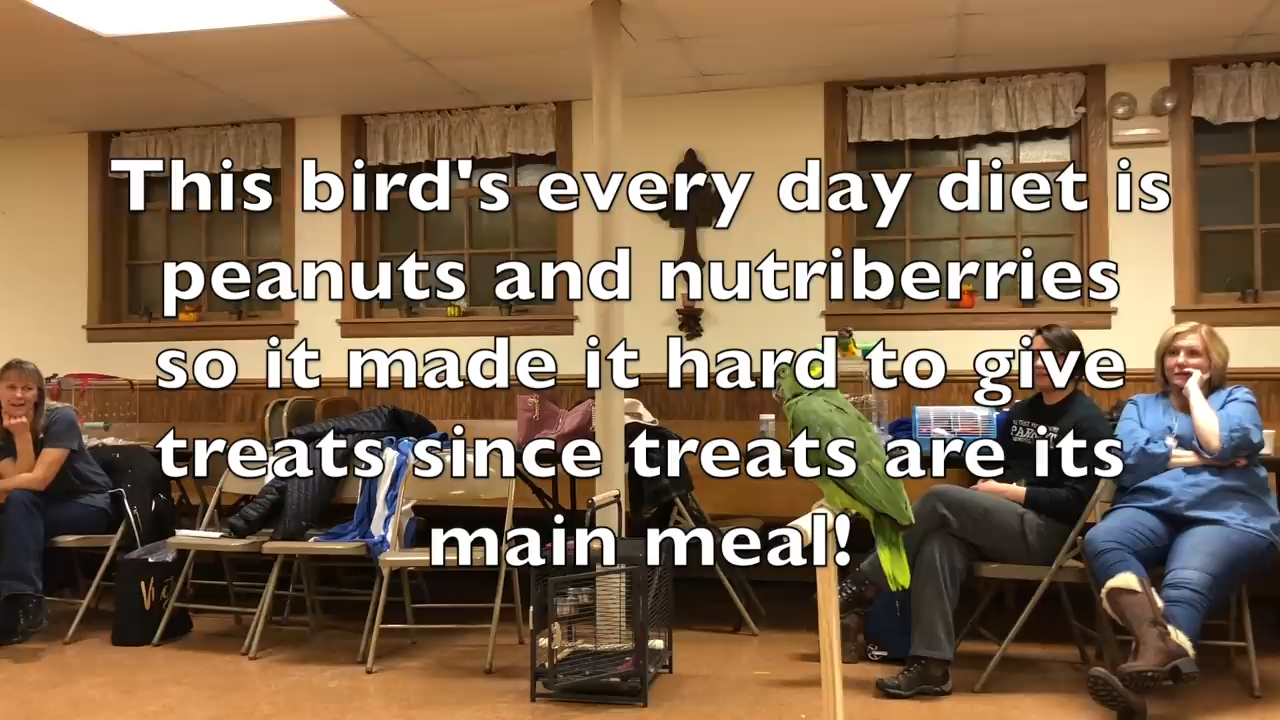 This bird's every day diet is
peanuts and nutriberries
so it made it hard to give
treats since treats are its
main meal!